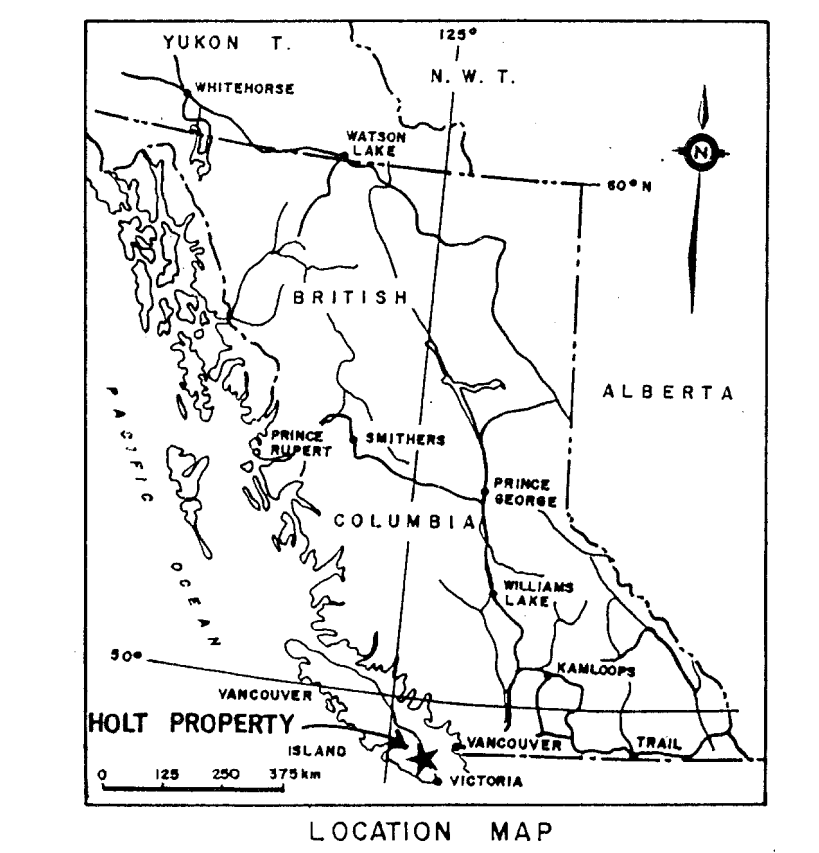 YUKON T.
125°
N. W. T.
WHITEHORSE
WATSON
LAKE
N
60° N
BRITISH
ALBERTA
PACIFIC
OCEAN
PRINCE
RUPERT
SMITHERS
PRINCE
GEORGE
COLUMBIA
WILLIAMS
LAKE
50°
KAMLOOPS
VANCOUVER
HOLT PROPERTY
ISLAND
VANCOUVER
TRAIL
VICTORIA
0 125 250 375 km
LOCATION MAP